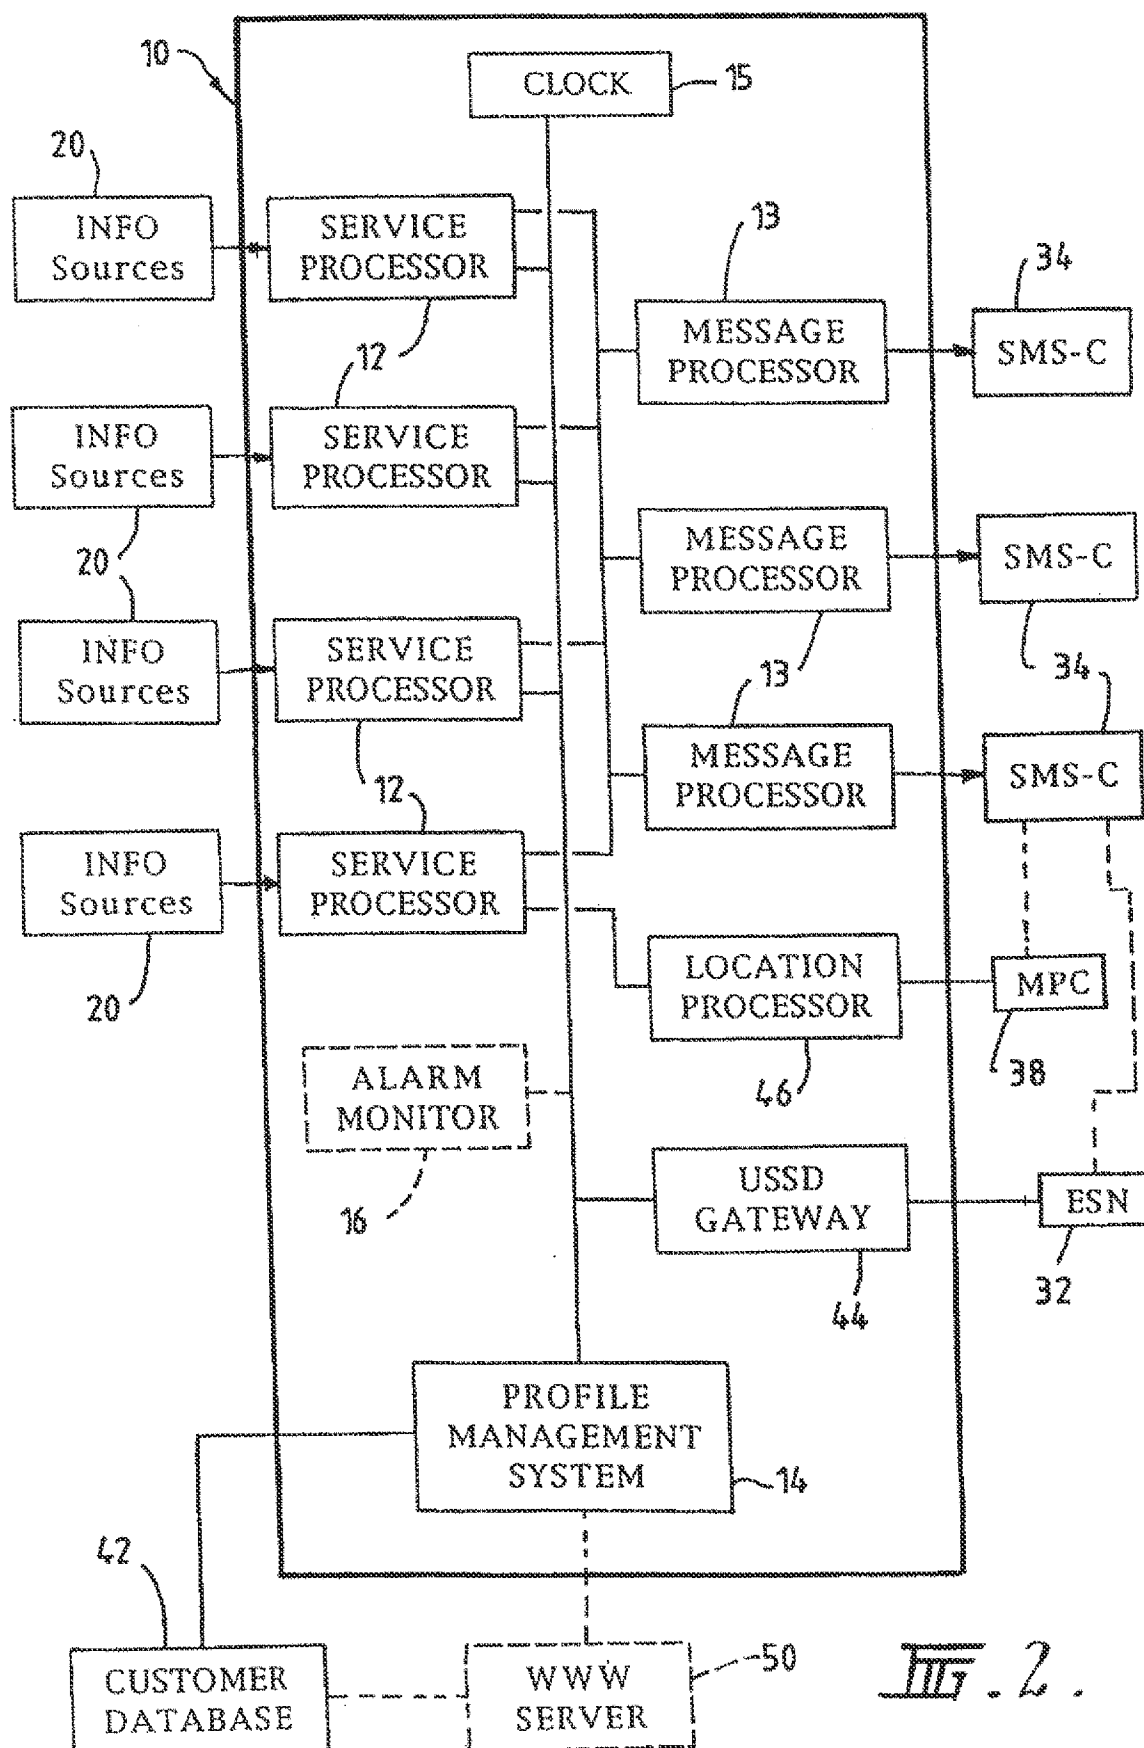 10
CLOCK
15
20
INFO
Sources
SERVICE
PROCESSOR
13
34
MESSAGE
PROCESSOR
SMS-C
12
INFO
Sources
SERVICE
PROCESSOR
20
MESSAGE
PROCESSOR
SMS-C
INFO
Sources
SERVICE
PROCESSOR
13
34
MESSAGE
PROCESSOR
SMS-C
12
INFO
Sources
SERVICE
PROCESSOR
20
LOCATION
PROCESSOR
MPC
46
38
ALARM
MONITOR
16
USSD
GATEWAY
ESN
44
32
PROFILE
MANAGEMENT
SYSTEM
14
42
CUSTOMER
DATABASE
WWW
SERVER
50
FIG. 2.